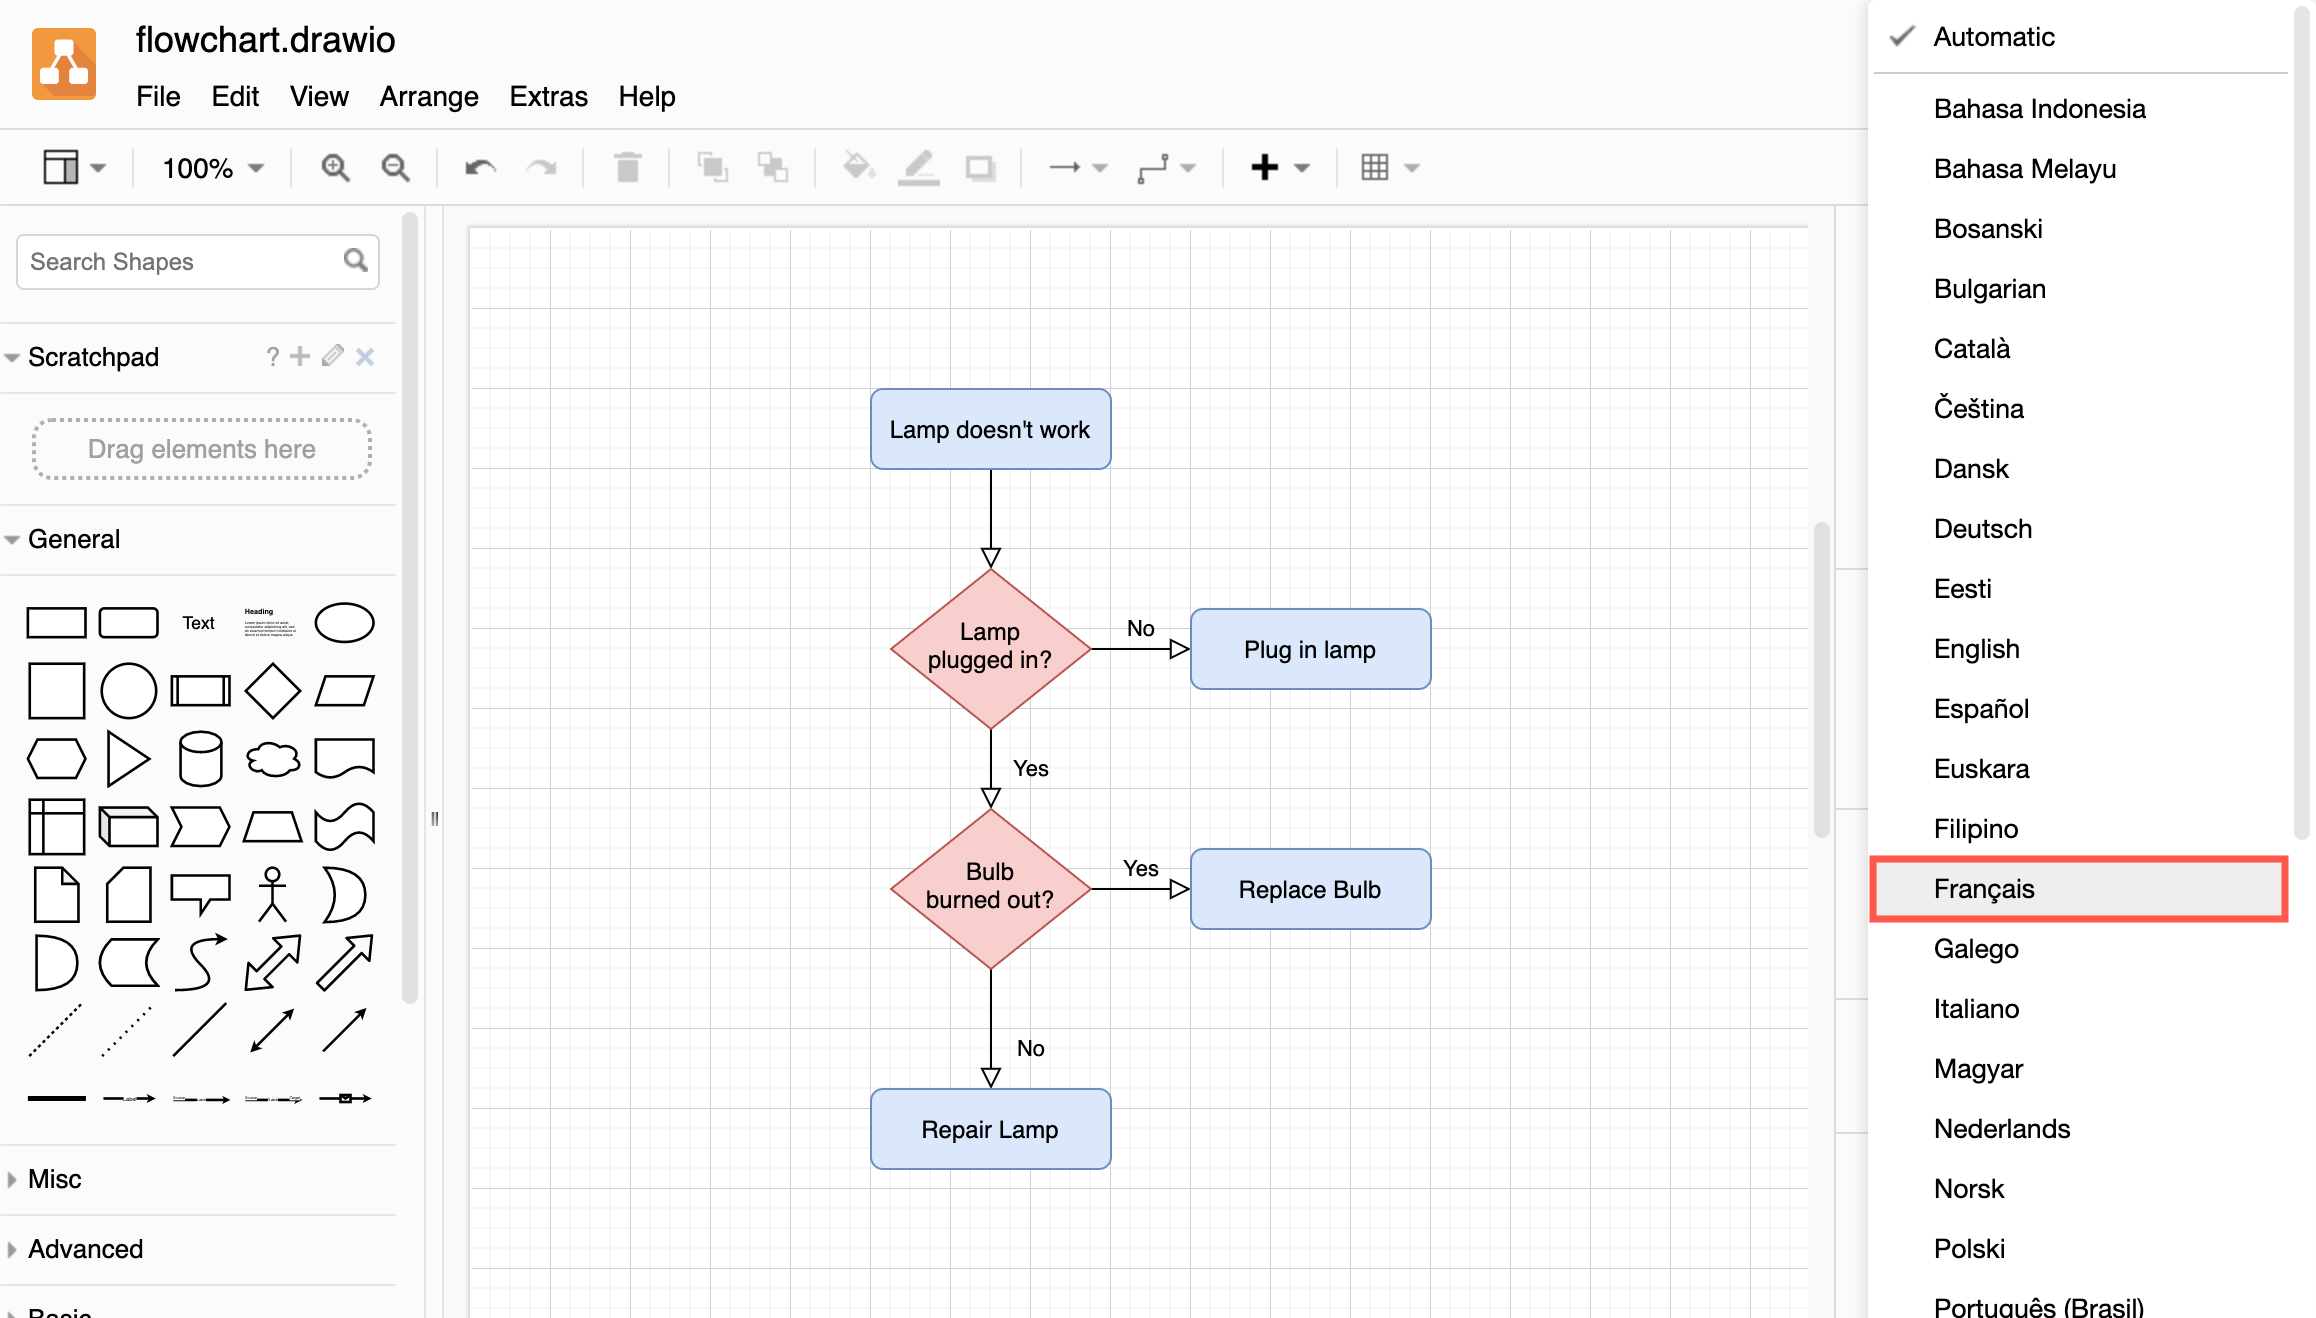 flowchart.drawio
File Edit View Arrange Extras Help
100%
Search Shapes
Scratchpad ?
Drag elements here
General
Text
Heading
Misc
Advanced
Basic
Lamp doesn't work
Lamp
plugged in?
No
Plug in lamp
Yes
Bulb
burned out?
Yes
Replace Bulb
No
Repair Lamp
Automatic
Bahasa Indonesia
Bahasa Melayu
Bosanski
Bulgarian
Català
Čeština
Dansk
Deutsch
Eesti
English
Español
Euskara
Filipino
Français
Galego
Italiano
Magyar
Nederlands
Norsk
Polski
Português (Brasil)